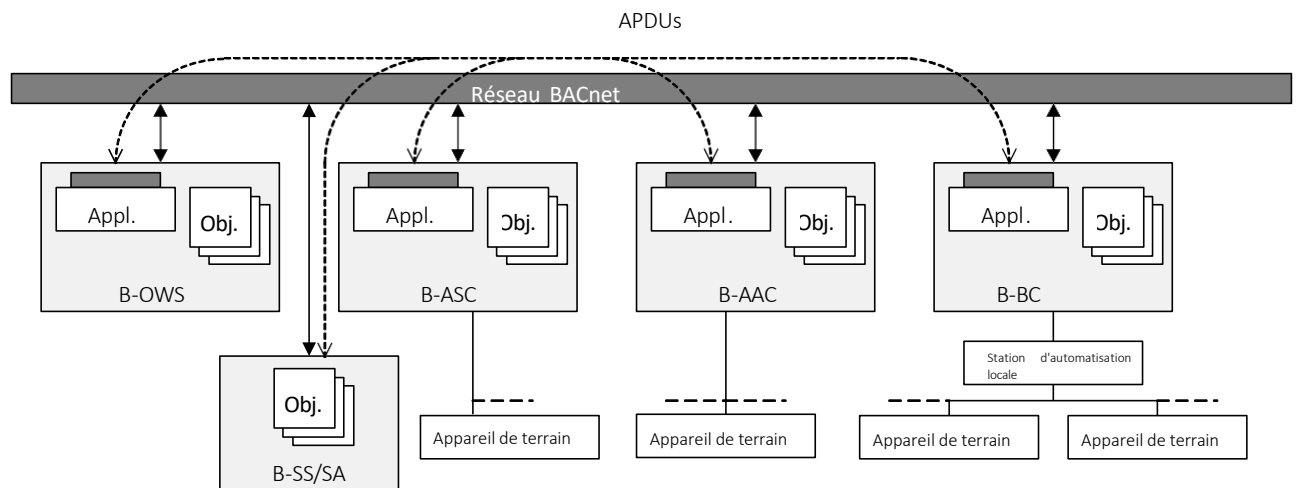 APDUs
Réseau BACnet
Appl.
Obj.
B-OWS
Appl.
Obj.
B-ASC
Appl.
Obj.
B-AAC
Appl.
Obj.
B-BC
Obj.
B-SS/SA
Station d'automatisation
locale
Appareil de terrain
Appareil de terrain
Appareil de terrain
Appareil de terrain